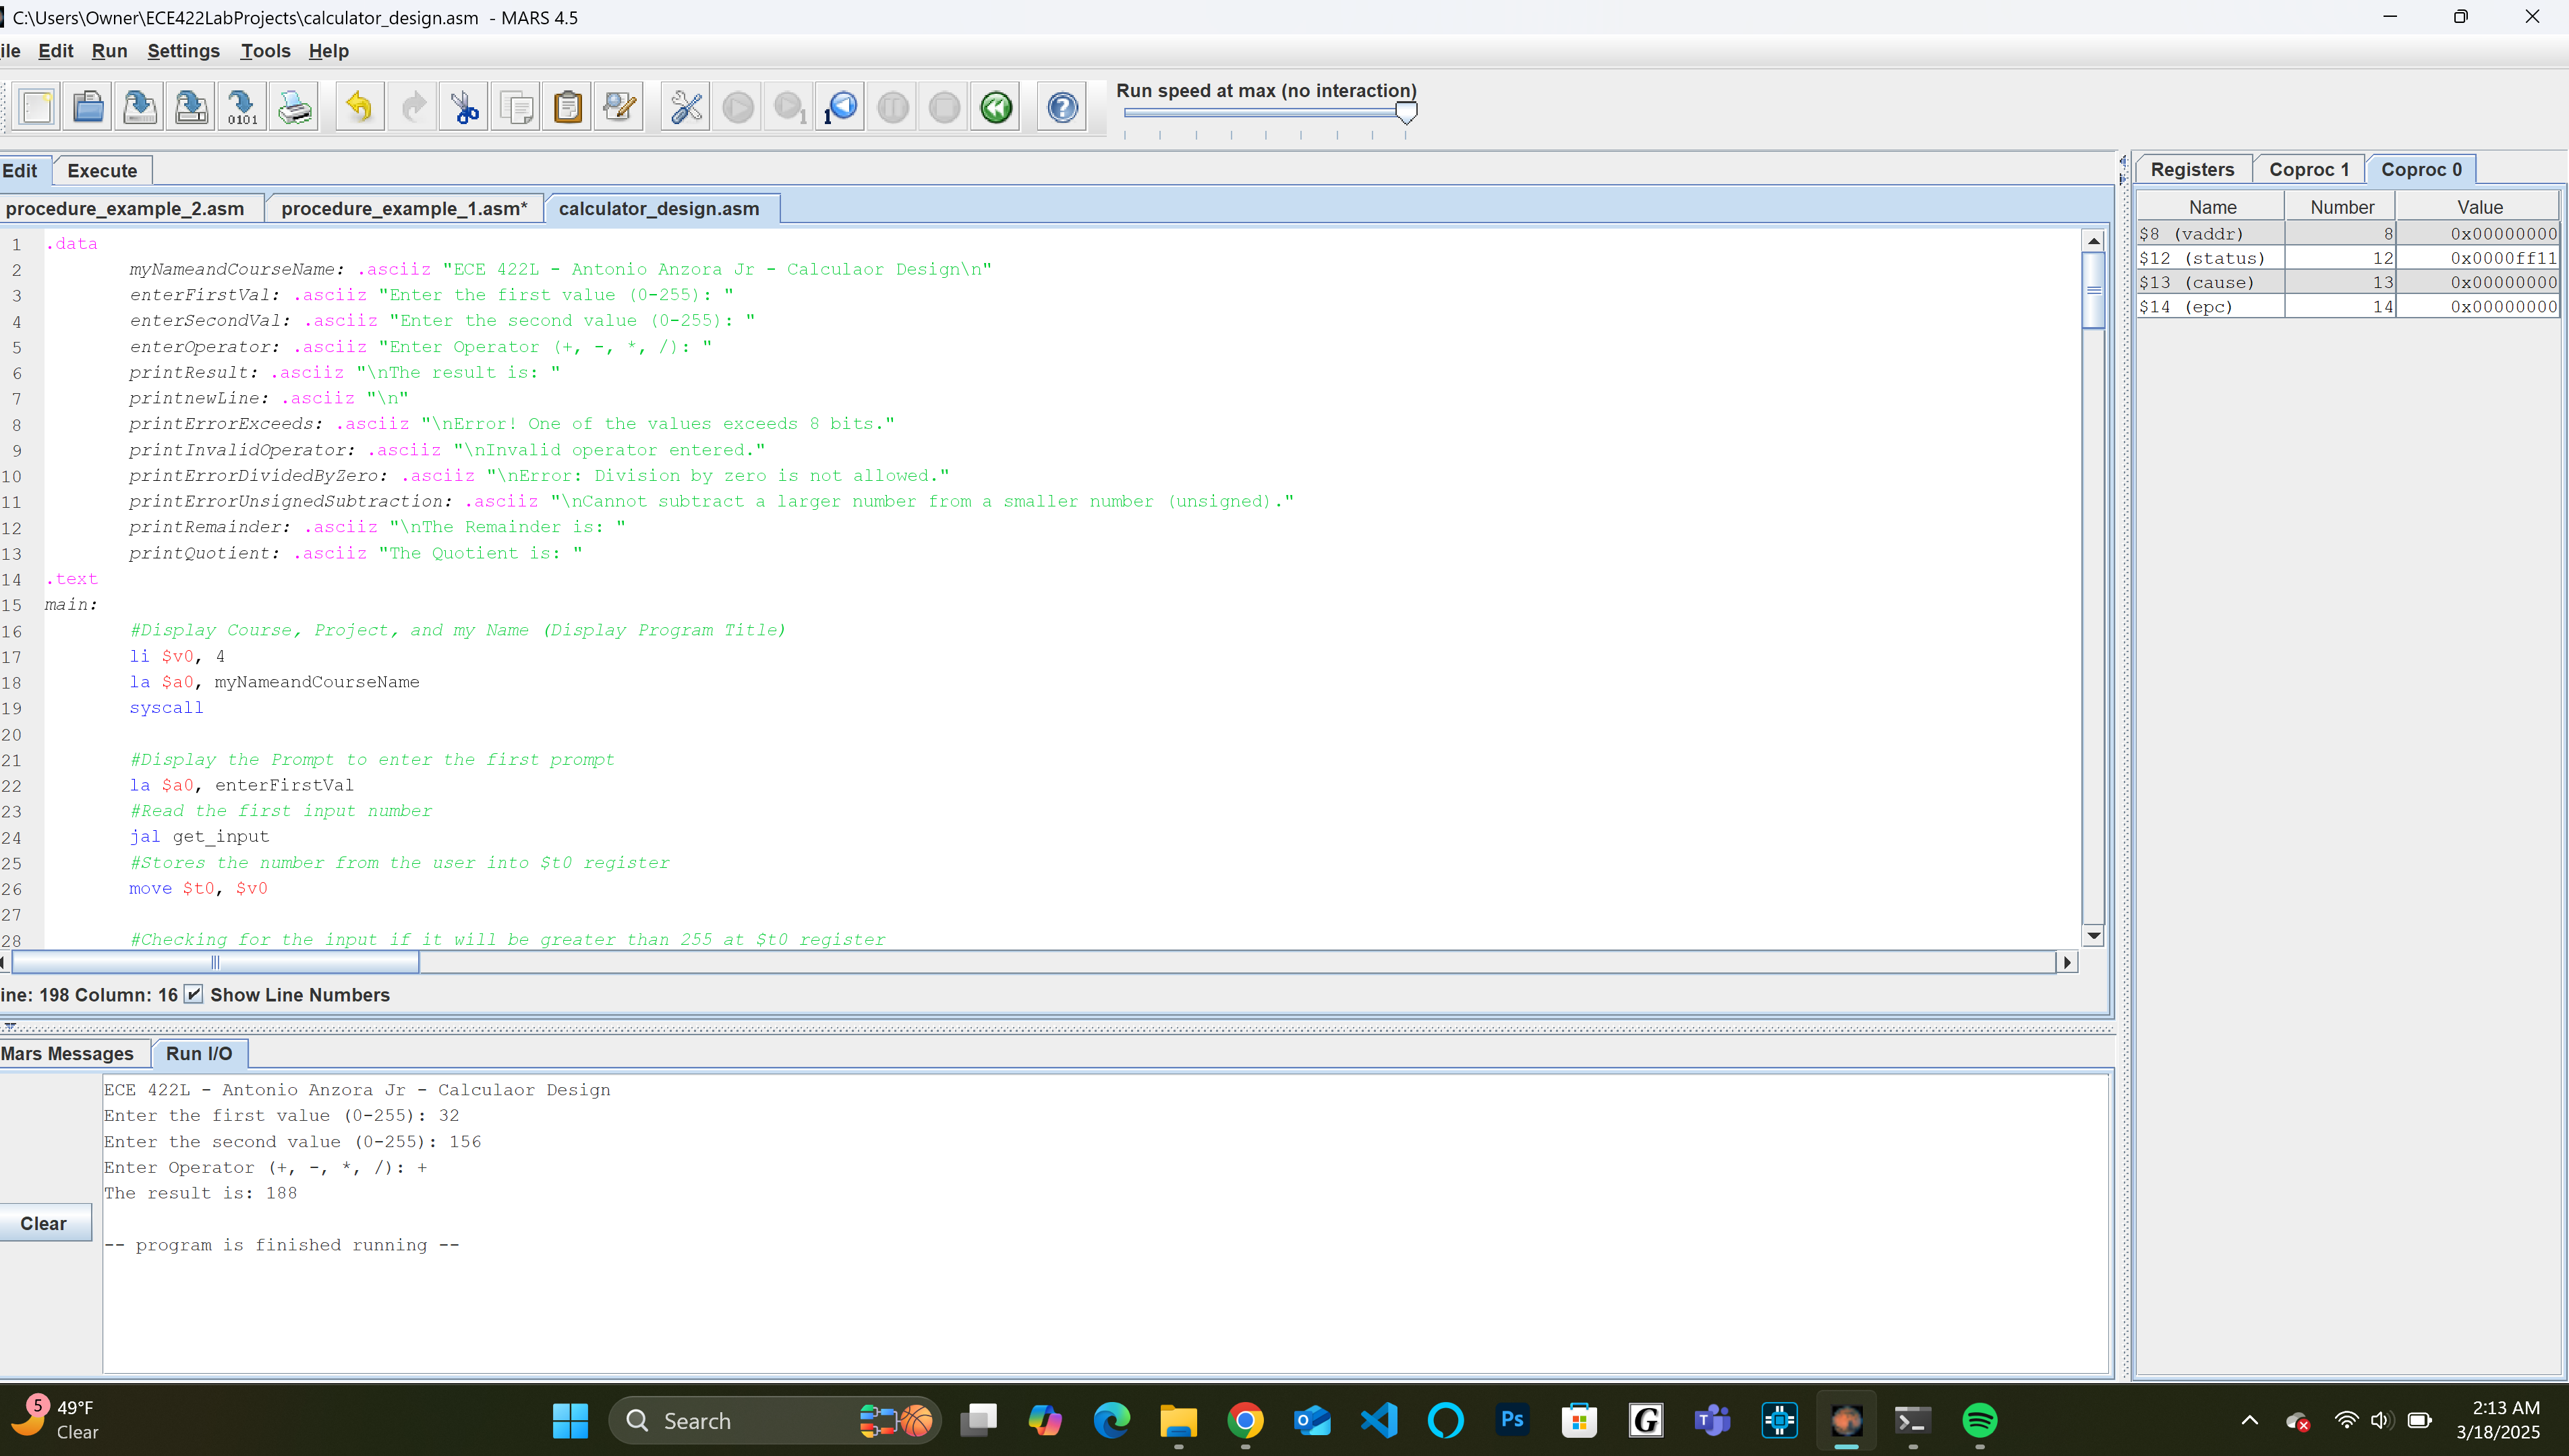 C:\Users\Owner\ECE422LabProjects\calculator_design.asm - MARS 4.5
ile Edit Run Settings Tools Help
0101
1
1
Run speed at max (no interaction)
Edit Execute
procedure_example_2.asm procedure_example_1.asm* calculator_design.asm
1 .data
2 myNameandCourseName: .asciiz "ECE 422L - Antonio Anzora Jr - Calculaor Design\n"
3 enterFirstVal: .asciiz "Enter the first value (0-255): "
4 enterSecondVal: .asciiz "Enter the second value (0-255): "
5 enterOperator: .asciiz "Enter Operator (+, -, *, /): "
6 printResult: .asciiz "\nThe result is: "
7 printnewLine: .asciiz "\n"
8 printErrorExceeds: .asciiz "\nError! One of the values exceeds 8 bits."
9 printInvalidOperator: .asciiz "\nInvalid operator entered."
10 printErrorDividedByZero: .asciiz "\nError: Division by zero is not allowed."
11 printErrorUnsignedSubtraction: .asciiz "\nCannot subtract a larger number from a smaller number (unsigned)."
12 printRemainder: .asciiz "\nThe Remainder is: "
13 printQuotient: .asciiz "The Quotient is: "
14 .text
15 main:
16 #Display Course, Project, and my Name (Display Program Title)
17 li $v0, 4
18 la $a0, myNameandCourseName
19 syscall
20
21 #Display the Prompt to enter the first prompt
22 la $a0, enterFirstVal
23 #Read the first input number
24 jal get_input
25 #Stores the number from the user into $t0 register
26 move $t0, $v0
27
28 #Checking for the input if it will be greater than 255 at $t0 register
ine: 198 Column: 16 Show Line Numbers
Registers Coproc 1 Coproc 0
Name Number Value
$8 (vaddr) 8 0x00000000
$12 (status) 12 0x0000ff11
$13 (cause) 13 0x00000000
$14 (epc) 14 0x00000000
Mars Messages Run I/O
ECE 422L - Antonio Anzora Jr - Calculaor Design
Enter the first value (0-255): 32
Enter the second value (0-255): 156
Enter Operator (+, -, *, /): +
The result is: 188
-- program is finished running --
Clear
5
49°F
Clear
Search
Ps
G
2:13 AM
3/18/2025